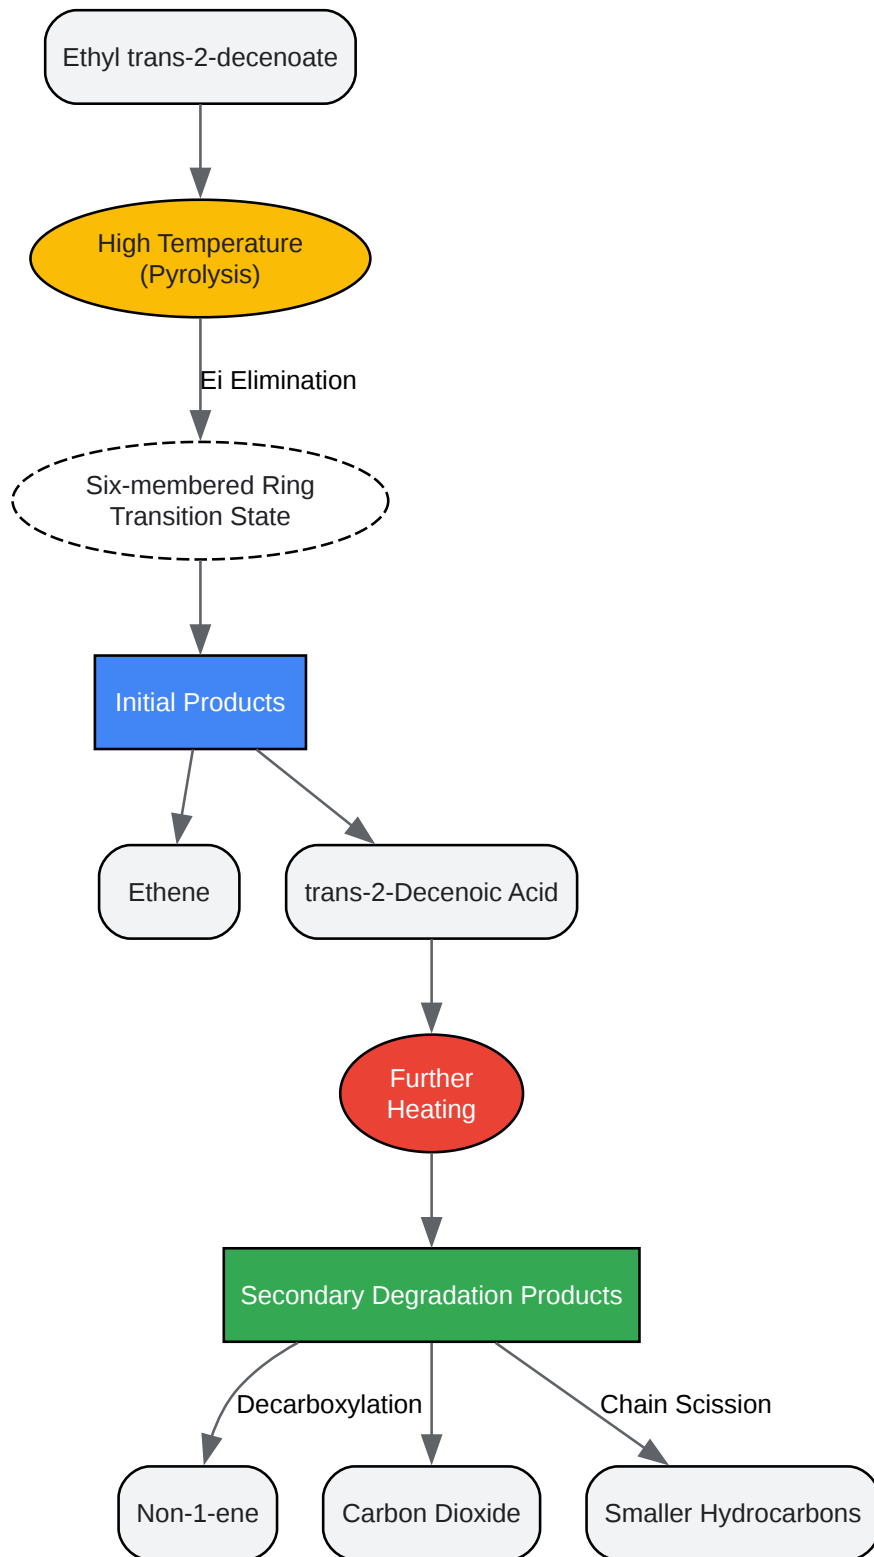 Ethyl trans-2-decenoate
High Temperature
(Pyrolysis)
Ei Elimination
Six-membered Ring
Transition State
Initial Products
Ethene
trans-2-Decenoic Acid
Further
Heating
Secondary Degradation Products
Decarboxylation
Chain Scission
Non-1-ene
Carbon Dioxide
Smaller Hydrocarbons